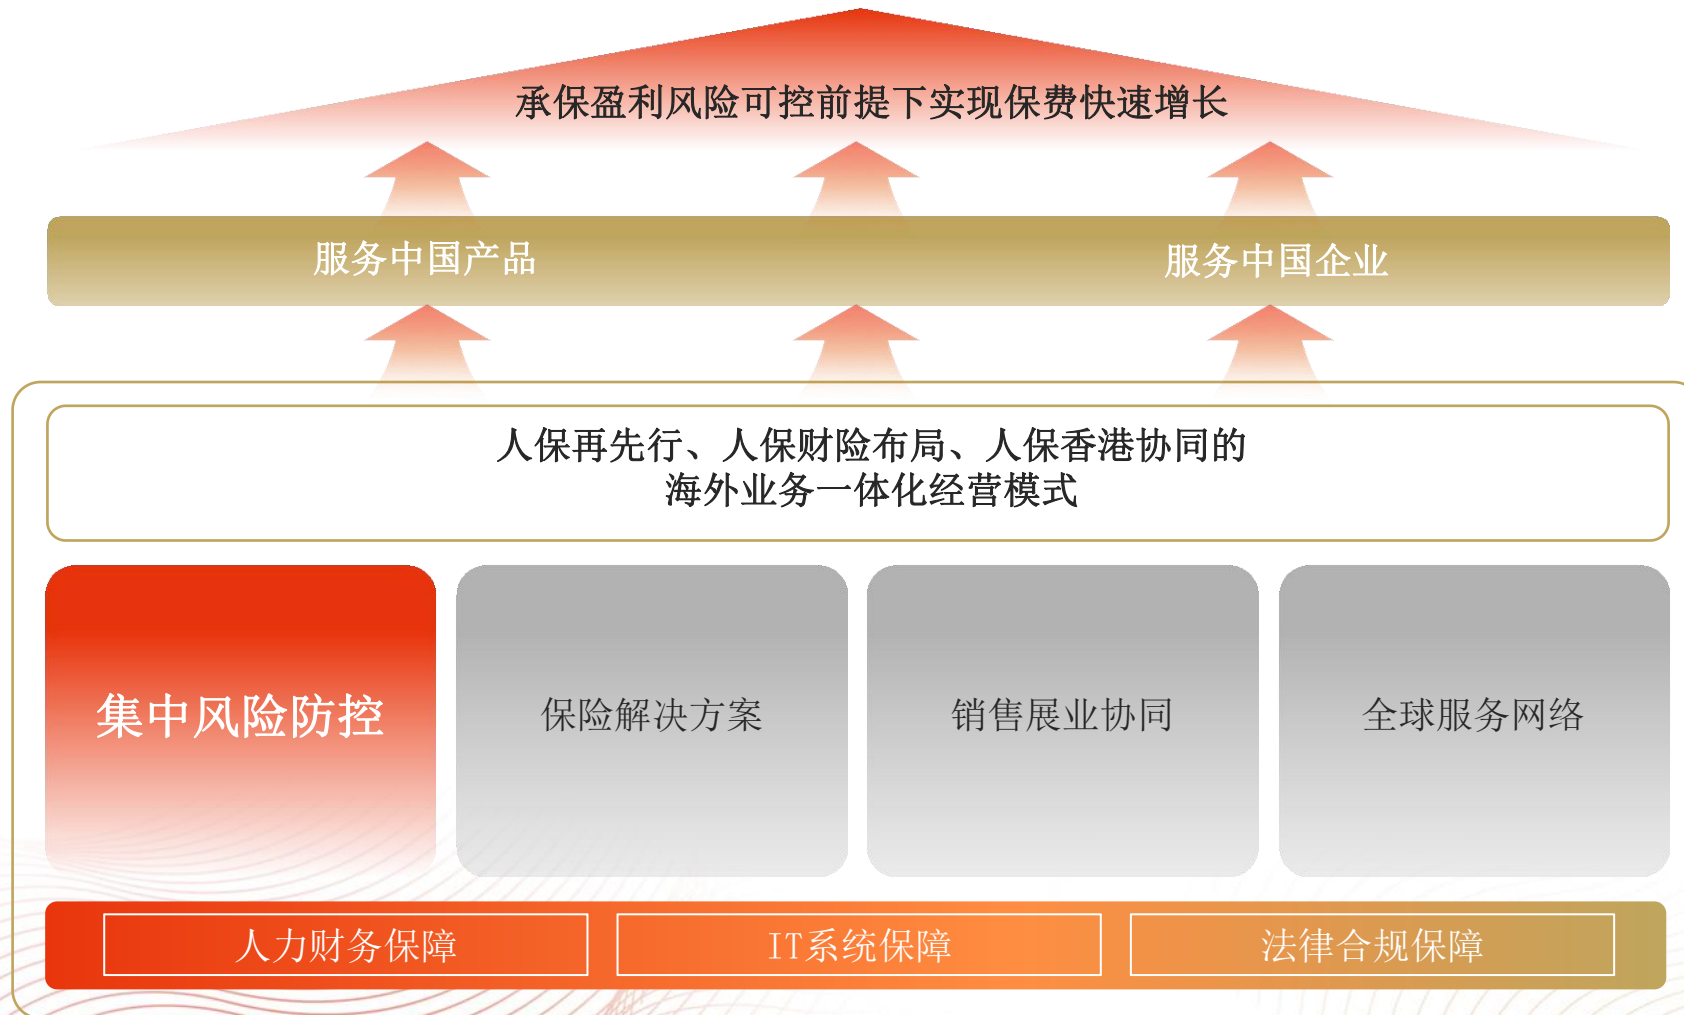 承保盈利风险可控前提下实现保费快速增长
服务中国产品
服务中国企业
人保再先行、人保财险布局、人保香港协同的
海外业务一体化经营模式
集中风险防控
保险解决方案
销售展业协同
全球服务网络
人力财务保障
IT系统保障
法律合规保障